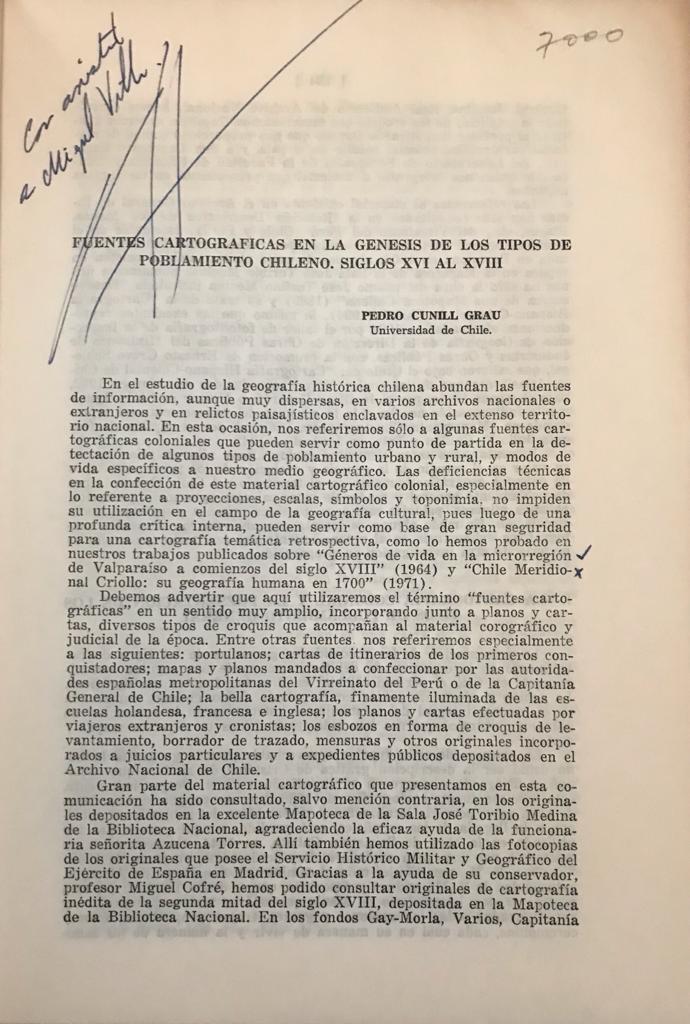 7000
Con amistad
a Miguel
FUENTES CARTOGRAFICAS EN LA GENESIS DE LOS TIPOS DE
POBLAMIENTO CHILENO. SIGLOS XVI AL XVIII
PEDRO CUNILL GRAU
Universidad de Chile.
En el estudio de la geografía histórica chilena abundan las fuentes
de información, aunque muy dispersas, en varios archivos nacionales o
extranjeros y en relictos paisajísticos enclavados en el extenso territo-
rio nacional. En esta ocasión, nos referiremos sólo a algunas fuentes car-
tográficas coloniales que pueden servir como punto de partida en la de-
tectación de algunos tipos de poblamiento urbano y rural, y modos de
vida específicos a nuestro medio geográfico. Las deficiencias técnicas
en la confección de este material cartográfico colonial, especialmente en
lo referente a proyecciones, escalas, símbolos y toponimia, no impiden
su utilización en el campo de la geografía cultural, pues luego de una
profunda crítica interna, pueden servir como base de gran seguridad
para una cartografía temática retrospectiva, como lo hemos probado en
nuestros trabajos publicados sobre "Géneros de vida en la microrregión
de Valparaíso a comienzos del siglo XVIII" (1964) y "Chile Meridio-
nal Criollo: su geografía humana en 1700" (1971).
Debemos advertir que aquí utilizaremos el término "fuentes carto-
gráficas" en un sentido muy amplio, incorporando junto a planos y car-
tas, diversos tipos de croquis que acompañan al material corográfico y
judicial de la época. Entre otras fuentes nos referiremos especialmente
a las siguientes: portulanos; cartas de itinerarios de los primeros con-
quistadores; mapas y planos mandados a confeccionar por las autorida-
des españolas metropolitanas del Virreinato del Perú o de la Capitanía
General de Chile; la bella cartografía, finamente iluminada de las es-
cuelas holandesa, francesa e inglesa; los planos y cartas efectuadas por
viajeros extranjeros y cronistas; los esbozos en forma de croquis de le-
vantamiento, borrador de trazado, mensuras y otros originales incorpo-
rados a juicios particulares y a expedientes públicos depositados en el
Archivo Nacional de Chile.
Gran parte del material cartográfico que presentamos en esta co-
municación ha sido consultado, salvo mención contraria, en los origina-
les depositados en la excelente Mapoteca de la Sala José Toribio Medina
de la Biblioteca Nacional, agradeciendo la eficaz ayuda de la funciona-
ria señorita Azucena Torres. Allí también hemos utilizado las fotocopias
de los originales que posee el Servicio Histórico Militar y Geográfico del
Ejército de España en Madrid. Gracias a la ayuda de su conservador,
profesor Miguel Cofré, hemos podido consultar originales de cartografía
inédita de la segunda mitad del siglo XVIII, depositada en la Mapoteca
de la Biblioteca Nacional. En los fondos Gay-Morla, Varios, Capitanía